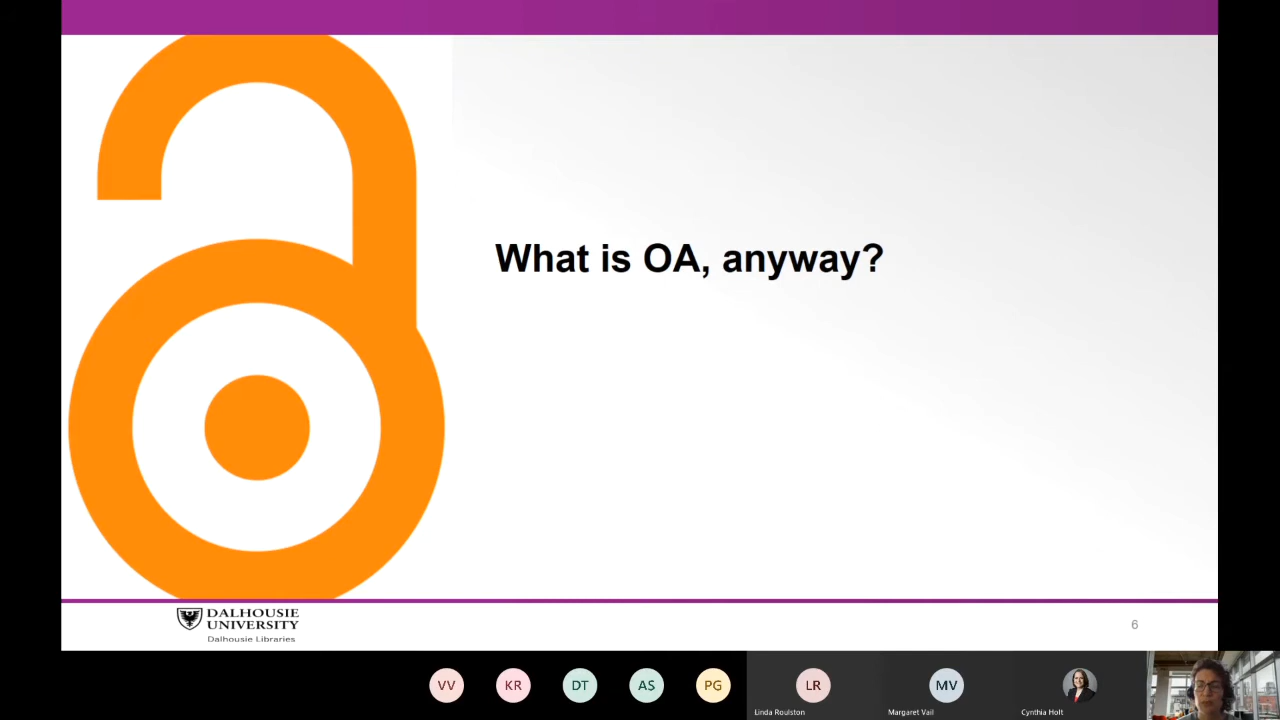 What is OA, anyway?
DALHOUSIE
UNIVERSITY
Dalhousie Libraries
6
VV
KR
DT
AS
PG
LR
MV
Linda Roulston
Margaret Vail
Cynthia Holt